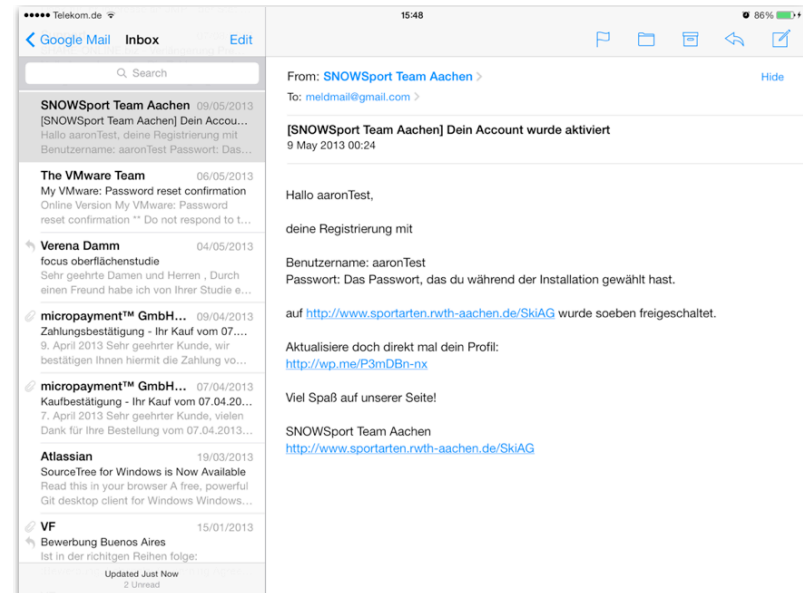 Telekom.de
15:48
86%
Google Mail
Inbox
Edit
Search
SNOWSport Team Aachen 09/05/2013
[SNOWSport Team Aachen] Dein Accou...
Hallo aaronTest, deine Registrierung mit
Benutzername: aaronTest Passwort: Das...
The VMware Team 06/05/2013
My VMware: Password reset confirmation
Online Version My VMware: Password
reset confirmation ** Do not respond to t...
Verena Damm 04/05/2013
focus oberflächenstudie
Sehr geehrte Damen und Herren , Durch
einen Freund habe ich von Ihrer Studie e...
micropayment™ GmbH... 09/04/2013
Zahlungsbestätigung - Ihr Kauf vom 07....
9. April 2013 Sehr geehrter Kunde, wir
bestätigen Ihnen hiermit die Zahlung vo...
micropayment™ GmbH... 07/04/2013
Kaufbestätigung - Ihr Kauf vom 07.04.20...
7. April 2013 Sehr geehrter Kunde, vielen
Dank für Ihre Bestellung vom 07.04.2013...
Atlassian 19/03/2013
SourceTree for Windows is Now Available
Read this in your browser A free, powerful
Git desktop client for Windows Windows...
VF 15/01/2013
Bewerbung Buenos Aires
Ist in der richitgen Reihen folge:
Updated Just Now
2 Unread
From: SNOWSport Team Aachen
Hide
To: meldmail@gmail.com
[SNOWSport Team Aachen] Dein Account wurde aktiviert
9 May 2013 00:24
Hallo aaronTest,
deine Registrierung mit
Benutzername: aaronTest
Passwort: Das Passwort, das du während der Installation gewählt hast.
auf http://www.sportarten.rwth-aachen.de/SkiAG wurde soeben freigeschaltet.
Aktualisiere doch direkt mal dein Profil:
http://wp.me/P3mDBn-nx
Viel Spaß auf unserer Seite!
SNOWSport Team Aachen
http://www.sportarten.rwth-aachen.de/SkiAG